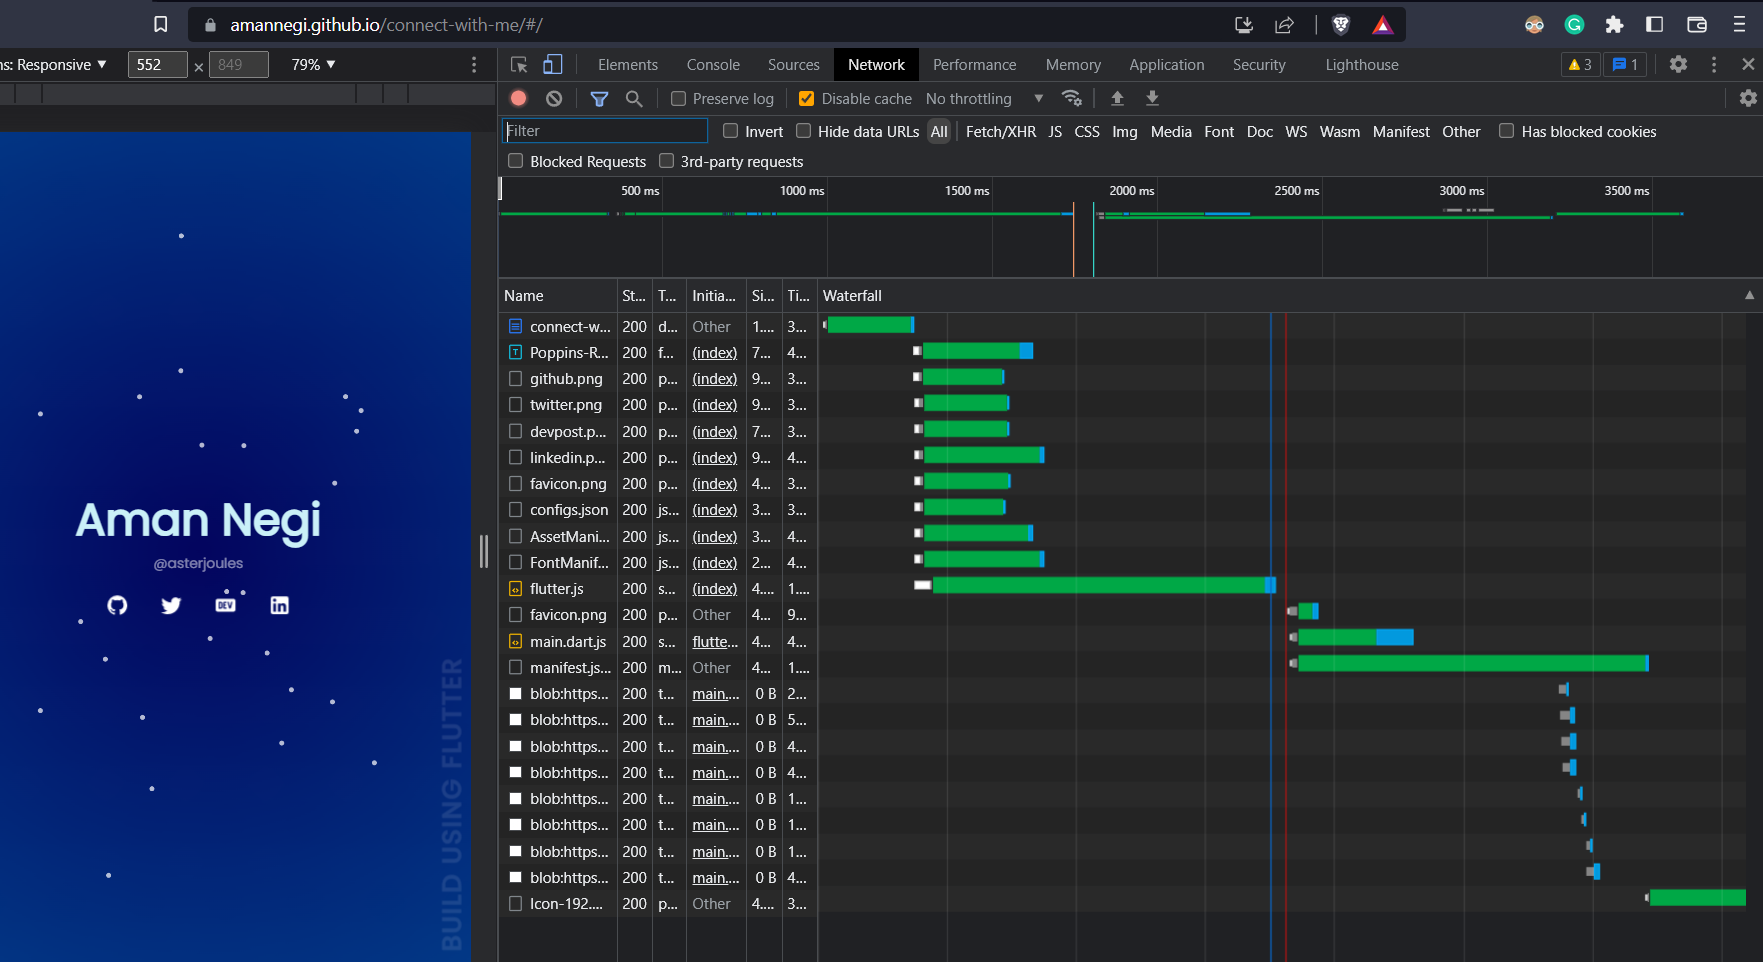 amannegi.github.io/connect-with-me/#/
ns: Responsive ▼ 552 × 849 79% ▼
Elements Console Sources Network Performance Memory Application Security Lighthouse 3 1
Preserve log Disable cache No throttling
Filter Invert Hide data URLs All Fetch/XHR JS CSS Img Media Font Doc WS Wasm Manifest Other Has blocked cookies
Blocked Requests 3rd-party requests
500 ms 1000 ms 1500 ms 2000 ms 2500 ms 3000 ms 3500 ms
Name St... T... Initia... Si... Ti... Waterfall
connect-w... 200 d... Other 1.... 3...
Poppins-R... 200 f... (index) 7... 4...
github.png 200 p... (index) 9... 3...
twitter.png 200 p... (index) 9... 3...
devpost.p... 200 p... (index) 7... 3...
linkedin.p... 200 p... (index) 9... 4...
favicon.png 200 p... (index) 4... 3...
configs.json 200 js... (index) 3... 3...
AssetMani... 200 js... (index) 3... 4...
FontManif... 200 js... (index) 2... 4...
flutter.js 200 s... (index) 4.... 1....
favicon.png 200 p... Other 4... 9...
main.dart.js 200 s... flutte... 4... 4...
manifest.js... 200 m... Other 4... 1....
blob:https... 200 t... main.... 0 B 2...
blob:https... 200 t... main.... 0 B 5...
blob:https... 200 t... main.... 0 B 4...
blob:https... 200 t... main.... 0 B 4...
blob:https... 200 t... main.... 0 B 1...
blob:https... 200 t... main.... 0 B 1...
blob:https... 200 t... main.... 0 B 1...
blob:https... 200 t... main.... 0 B 4...
Icon-192.... 200 p... Other 4.... 3...
Aman Negi
@asterjoules
DEV
BUILD USING FLUTTER